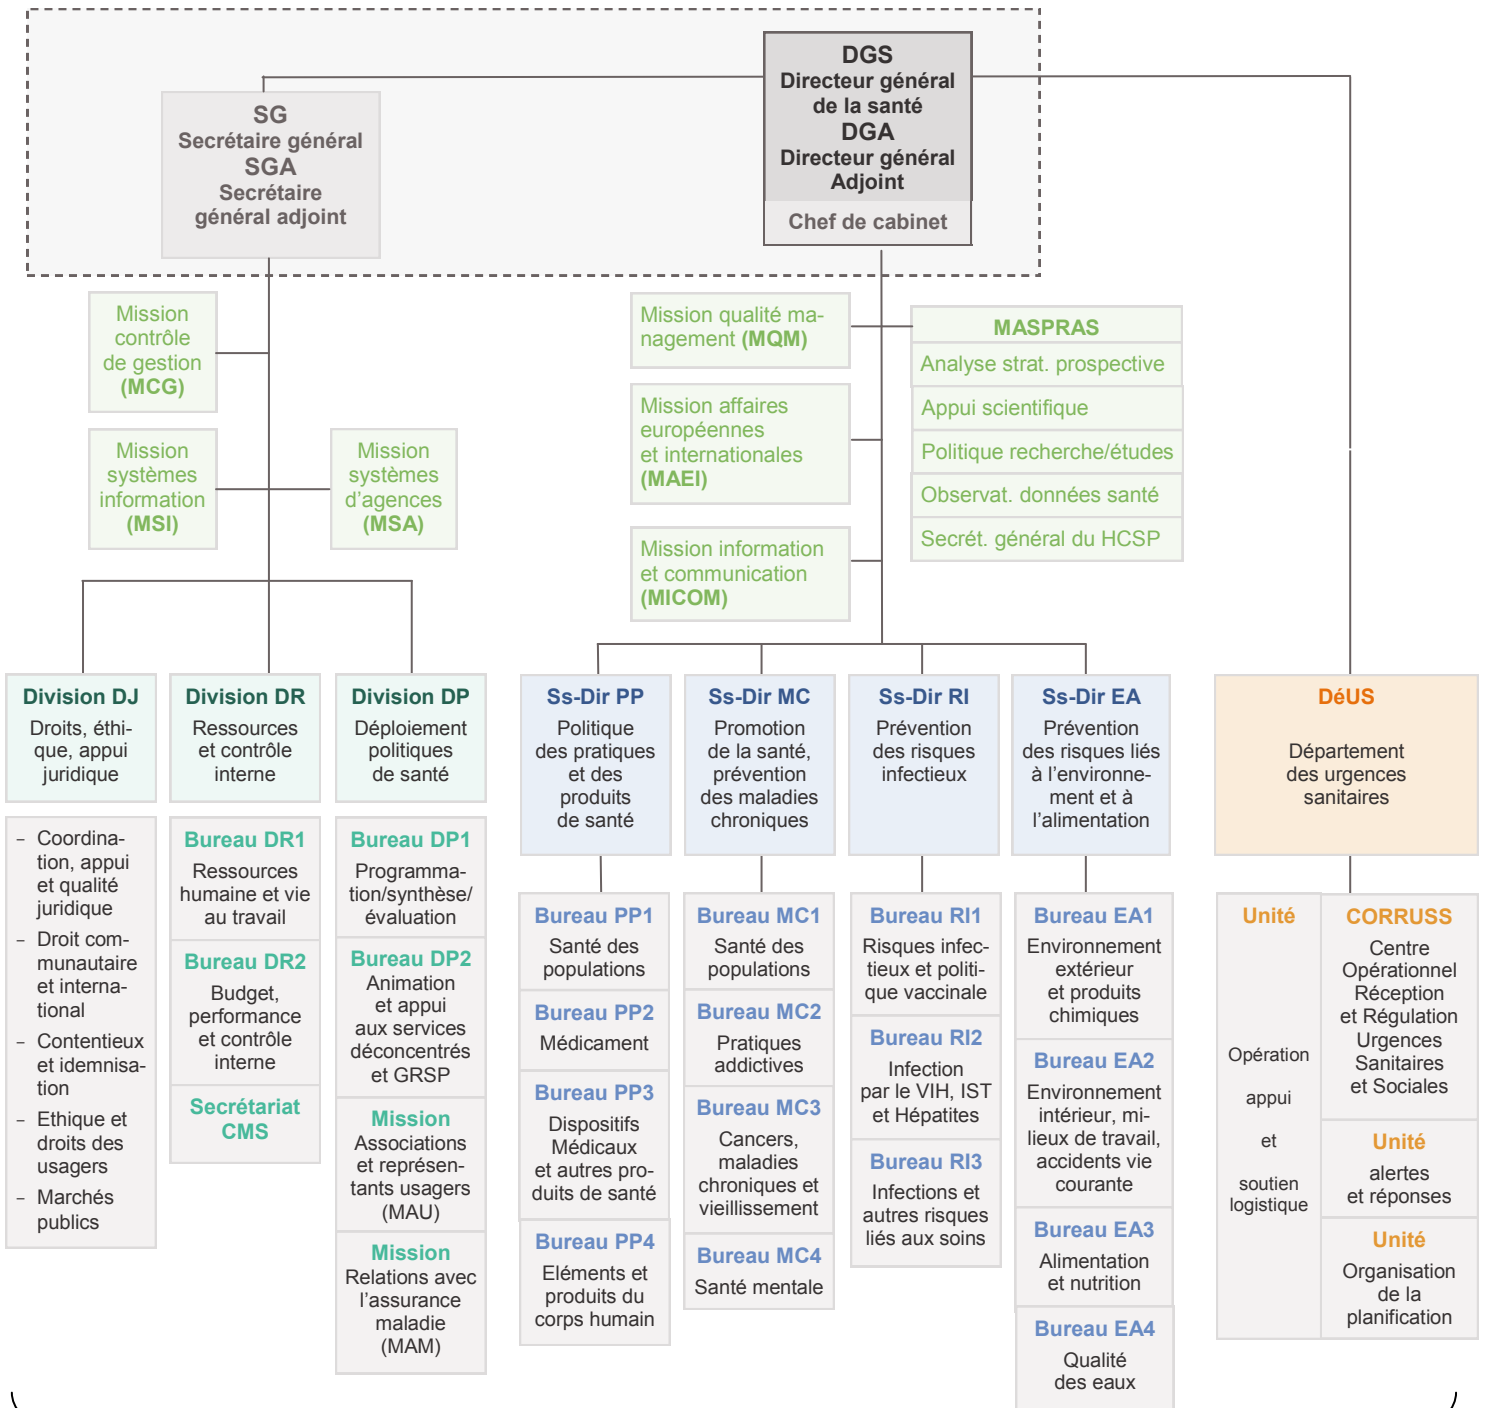 DGS
Directeur général
de la santé
DGA
Directeur général
Adjoint
Chef de cabinet
SG
Secrétaire général
SGA
Secrétaire
général adjoint
Mission
contrôle
de gestion
(MCG)
Mission
systèmes
information
(MSI)
Mission
systèmes
d’agences
(MSA)
Mission qualité ma-
nagement (MQM)
Mission affaires
européennes
et internationales
(MAEI)
Mission information
et communication
(MICOM)
MASPRAS
Analyse strat. prospective
Appui scientifique
Politique recherche/études
Observat. données santé
Secrét. général du HCSP
Division DJ
Droits, éthi-
que, appui
juridique
– Coordina-
tion, appui
et qualité
juridique
– Droit com-
munautaire
et interna-
tional
– Contentieux
et idemnisa-
tion
– Ethique et
droits des
usagers
– Marchés
publics
Division DR
Ressources
et contrôle
interne
Bureau DR1
Ressources
humaine et vie
au travail
Bureau DR2
Budget,
performance
et contrôle
interne
Secrétariat
CMS
Division DP
Déploiement
politiques
de santé
Bureau DP1
Programma-
tion/synthèse/
évaluation
Bureau DP2
Animation
et appui
aux services
déconcentrés
et GRSP
Mission
Associations
et représen-
tants usagers
(MAU)
Mission
Relations avec
l’assurance
maladie
(MAM)
Ss-Dir PP
Politique
des pratiques
et des
produits
de santé
Bureau PP1
Santé des
populations
Bureau PP2
Médicament
Bureau PP3
Dispositifs
Médicaux
et autres pro-
duits de santé
Bureau PP4
Eléments et
produits du
corps humain
Ss-Dir MC
Promotion
de la santé,
prévention
des maladies
chroniques
Bureau MC1
Santé des
populations
Bureau MC2
Pratiques
addictives
Bureau MC3
Cancers,
maladies
chroniques et
vieillissement
Bureau MC4
Santé mentale
Ss-Dir RI
Prévention
des risques
infectieux
Bureau RI1
Risques infec-
tieux et politi-
que vaccinale
Bureau RI2
Infection
par le VIH, IST
et Hépatites
Bureau RI3
Infections et
autres risques
liés aux soins
Ss-Dir EA
Prévention
des risques liés
à l’environne-
ment et à
l’alimentation
Bureau EA1
Environnement
extérieur
et produits
chimiques
Bureau EA2
Environnement
intérieur, mi-
lieux de travail,
accidents vie
courante
Bureau EA3
Alimentation
et nutrition
Bureau EA4
Qualité
des eaux
DéUS
Département
des urgences
sanitaires
Unité
Opération
appui
et
soutien
logistique
CORRUSS
Centre
Opérationnel
Réception
et Régulation
Urgences
Sanitaires
et Sociales
Unité
alertes
et réponses
Unité
Organisation
de la
planification